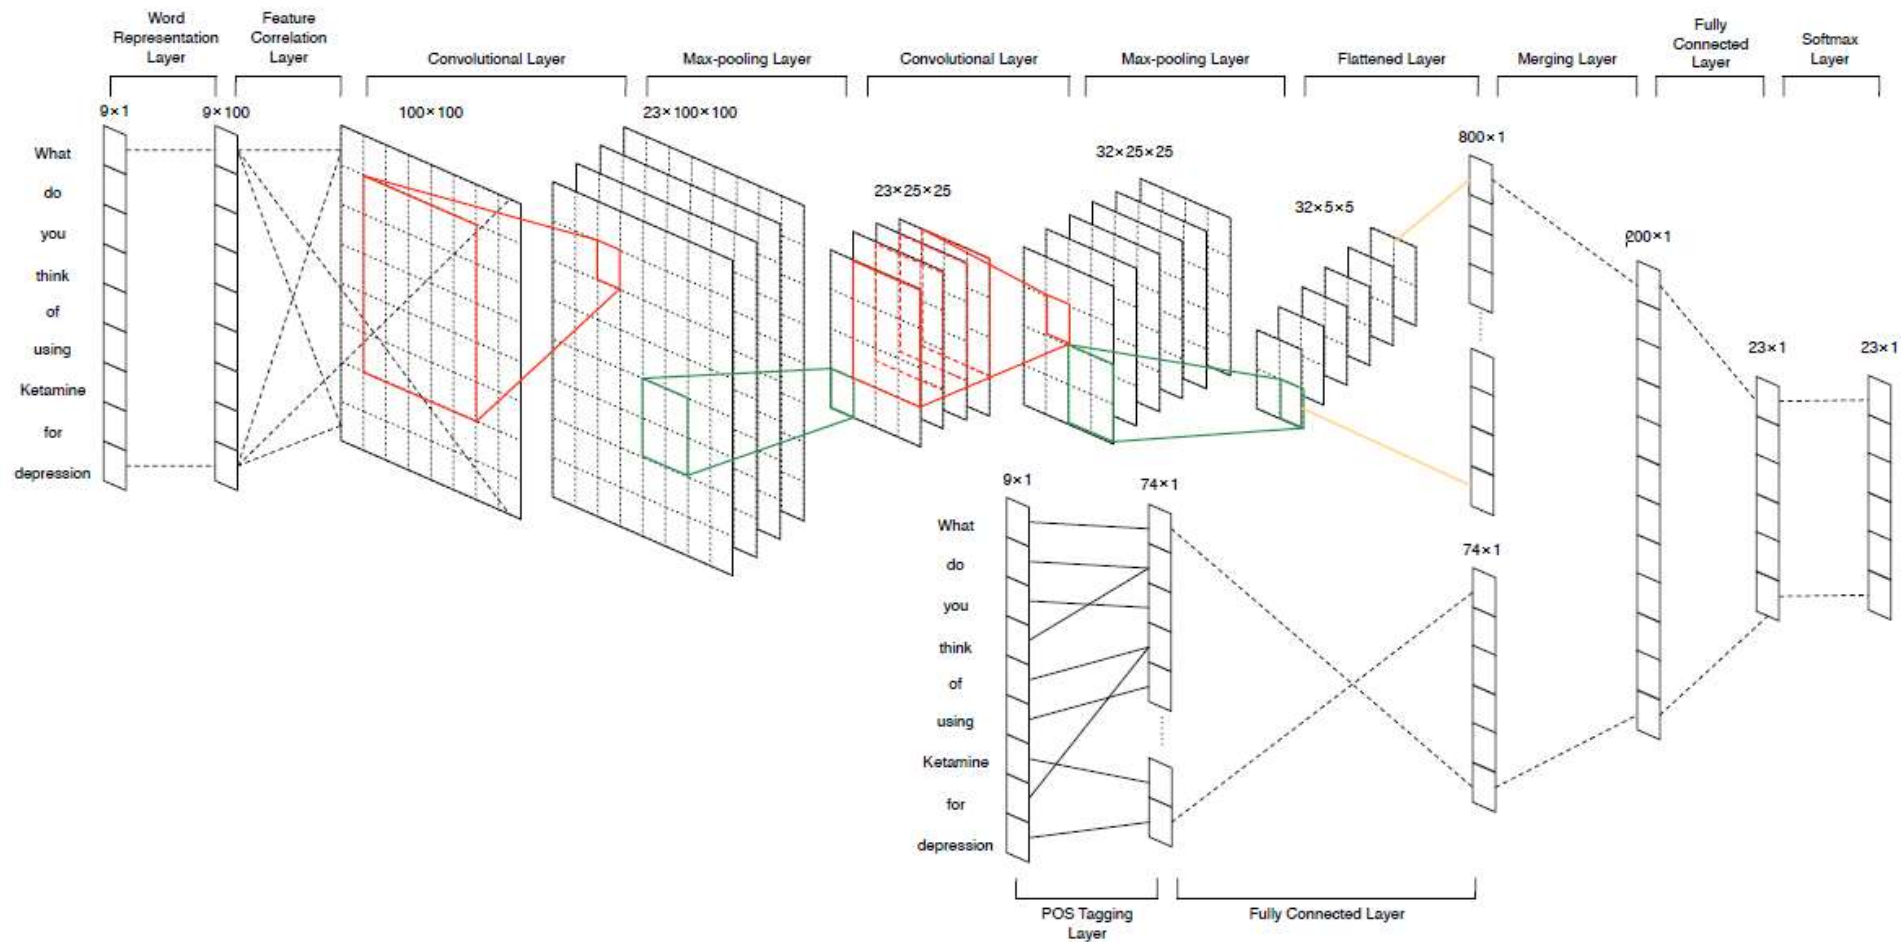 Word
Representation
Layer
Feature
Correlation
Layer
Convolutional Layer
Max-pooling Layer
Convolutional Layer
Max-pooling Layer
Flattened Layer
Merging Layer
Fully
Connected
Layer
Softmax
Layer
9×1
9×100
100×100
23×100×100
23×25×25
32×25×25
32×5×5
800×1
200×1
23×1
23×1
What
do
you
think
of
using
Ketamine
for
depression
9×1
74×1
74×1
What
do
you
think
of
using
Ketamine
for
depression
POS Tagging
Layer
Fully Connected Layer